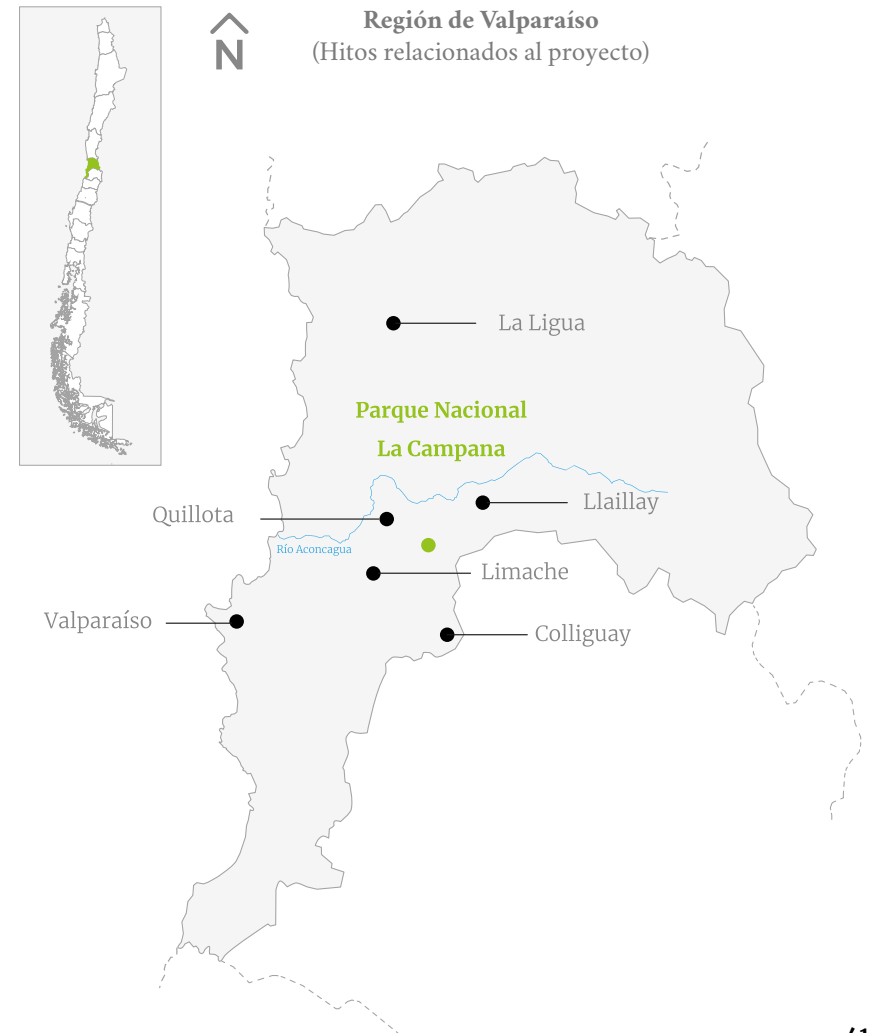 N
Región de Valparaíso
(Hitos relacionados al proyecto)
La Ligua
Parque Nacional
La Campana
Llaillay
Quillota
Río Aconcagua
Limache
Valparaíso
Colliguay